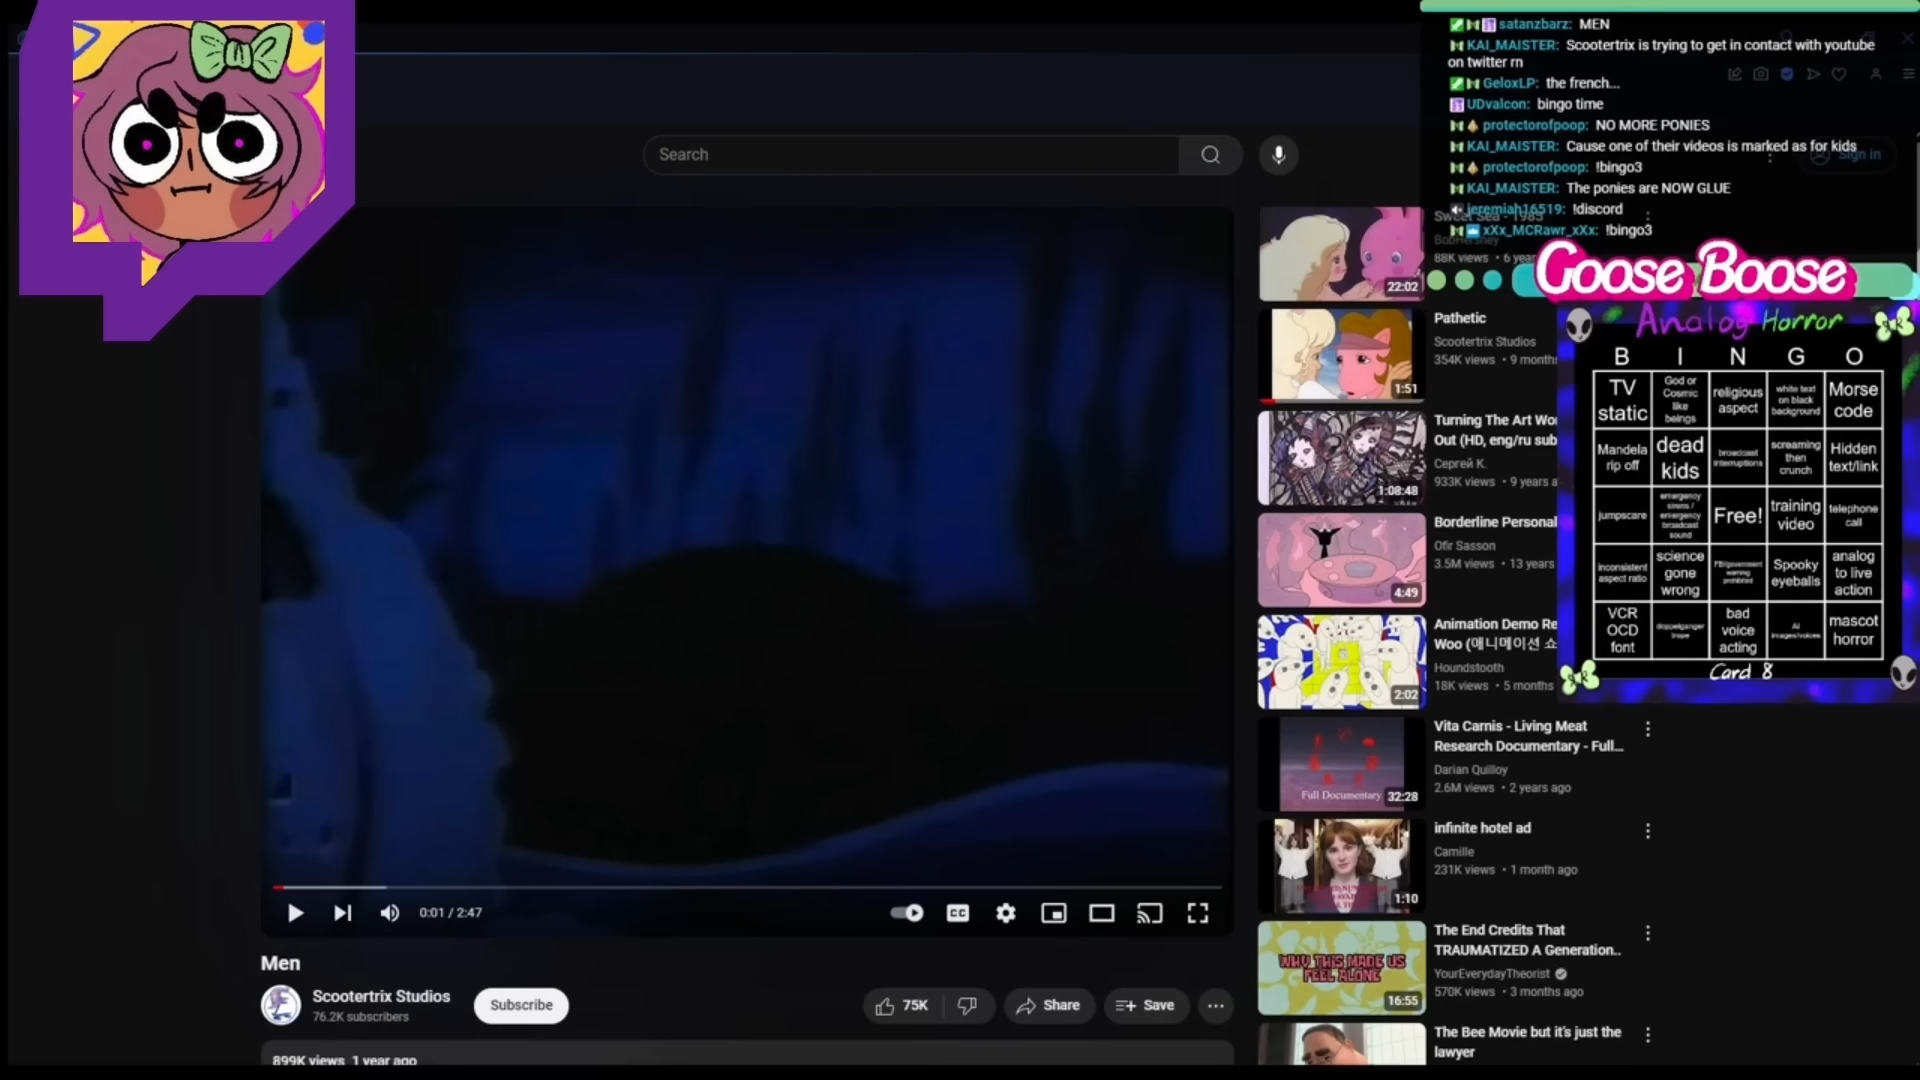 Search
Sign in
satanzbarz: MEN
KAI_MAISTER: Scootertrix is trying to get in contact with youtube
on twitter rn
GeloxLP: the french...
UDvalcon: bingo time
protectorofpoop: NO MORE PONIES
KAI_MAISTER: Cause one of their videos is marked as for kids
protectorofpoop: !bingo3
KAI_MAISTER: The ponies are NOW GLUE
jeremiah16519: !discord
xXx_MCRawr_xXx: !bingo3
Goose Boose
Analog Horror
B I N G O
TV static
God or Cosmic like beings
religious aspect
white text on black background
Morse code
Mandela rip off
dead kids
broadcast interruptions
screaming then crunch
Hidden text/link
jumpscare
emergency sirens / emergency broadcast sound
Free!
training video
telephone call
inconsistent aspect ratio
science gone wrong
Spooky eyeballs
analog to live action
VCR OCD font
doppelganger trope
bad voice acting
AI images/voices
mascot horror
Card 8
0:01 / 2:47
CC
Men
Scootertrix Studios
76.2K subscribers
Subscribe
75K
Share
Save
899K views 1 year ago
Sweet Sea - 1985
88K views • 6 year
22:02
Pathetic
Scootertrix Studios
354K views • 9 months
1:51
Turning The Art Wo
Out (HD, eng/ru sub
Сергей К.
933K views • 9 years a
1:08:48
Borderline Personal
Ofir Sasson
3.5M views • 13 years
4:49
Animation Demo Re
Woo (애니메이션 쇼
Houndstooth
18K views • 5 months
2:02
Vita Carnis - Living Meat
Research Documentary - Full...
Darian Quilloy
2.6M views • 2 years ago
Full Documentary
32:28
infinite hotel ad
Camille
231K views • 1 month ago
1:10
The End Credits That
TRAUMATIZED A Generation..
YourEverydayTheorist
570K views • 3 months ago
WHY THIS MADE US
FEEL ALONE
16:55
The Bee Movie but it's just the
lawyer